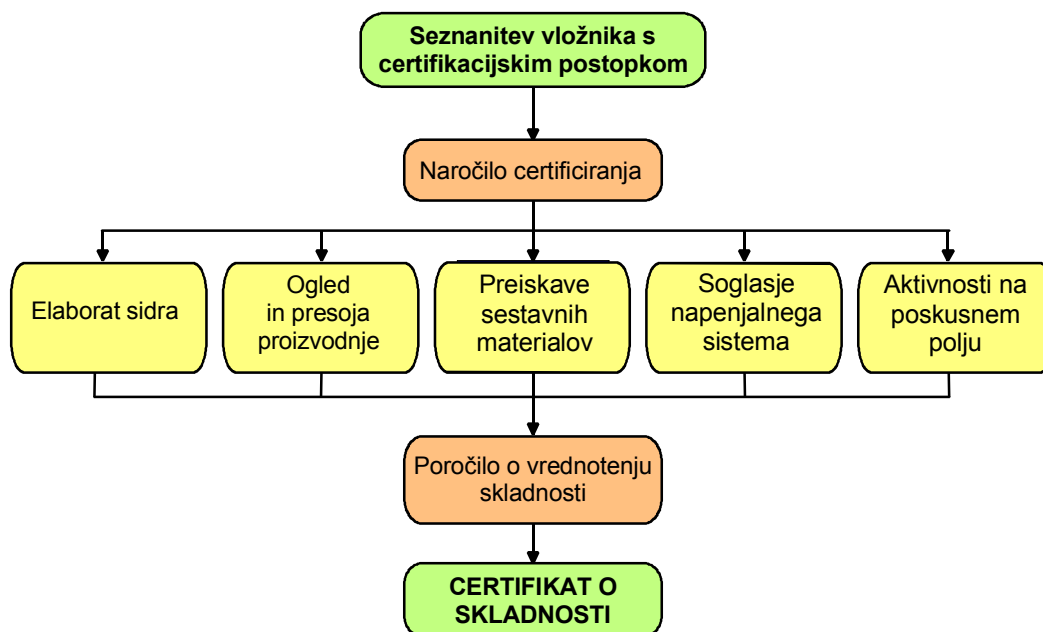 Seznanitev vložnika s
certifikacijskim postopkom
Naročilo certificiranja
Elaborat sidra
Ogled
in presoja
proizvodnje
Preiskave
sestavnih
materialov
Soglasje
napenjalnega
sistema
Aktivnosti na
poskusnem
polju
Poročilo o vrednotenju
skladnosti
CERTIFIKAT O
SKLADNOSTI